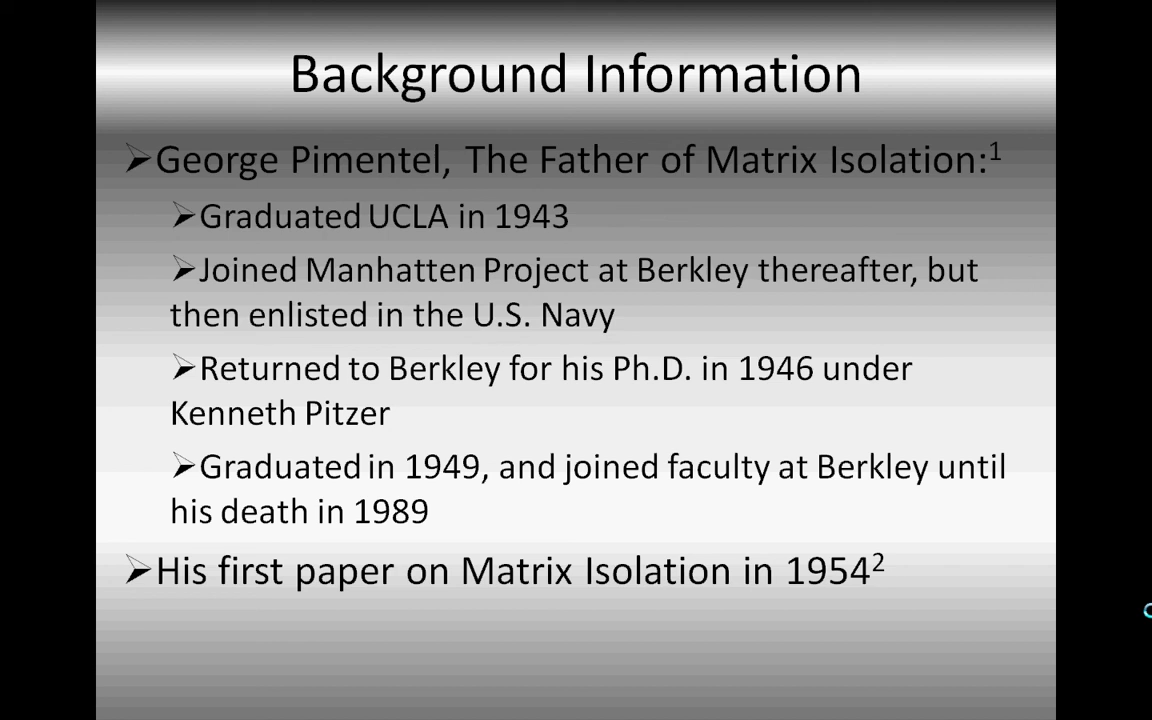 Background Information
➢George Pimentel, The Father of Matrix Isolation:¹
➢Graduated UCLA in 1943
➢Joined Manhatten Project at Berkley thereafter, but
then enlisted in the U.S. Navy
➢Returned to Berkley for his Ph.D. in 1946 under
Kenneth Pitzer
➢Graduated in 1949, and joined faculty at Berkley until
his death in 1989
➢His first paper on Matrix Isolation in 1954²